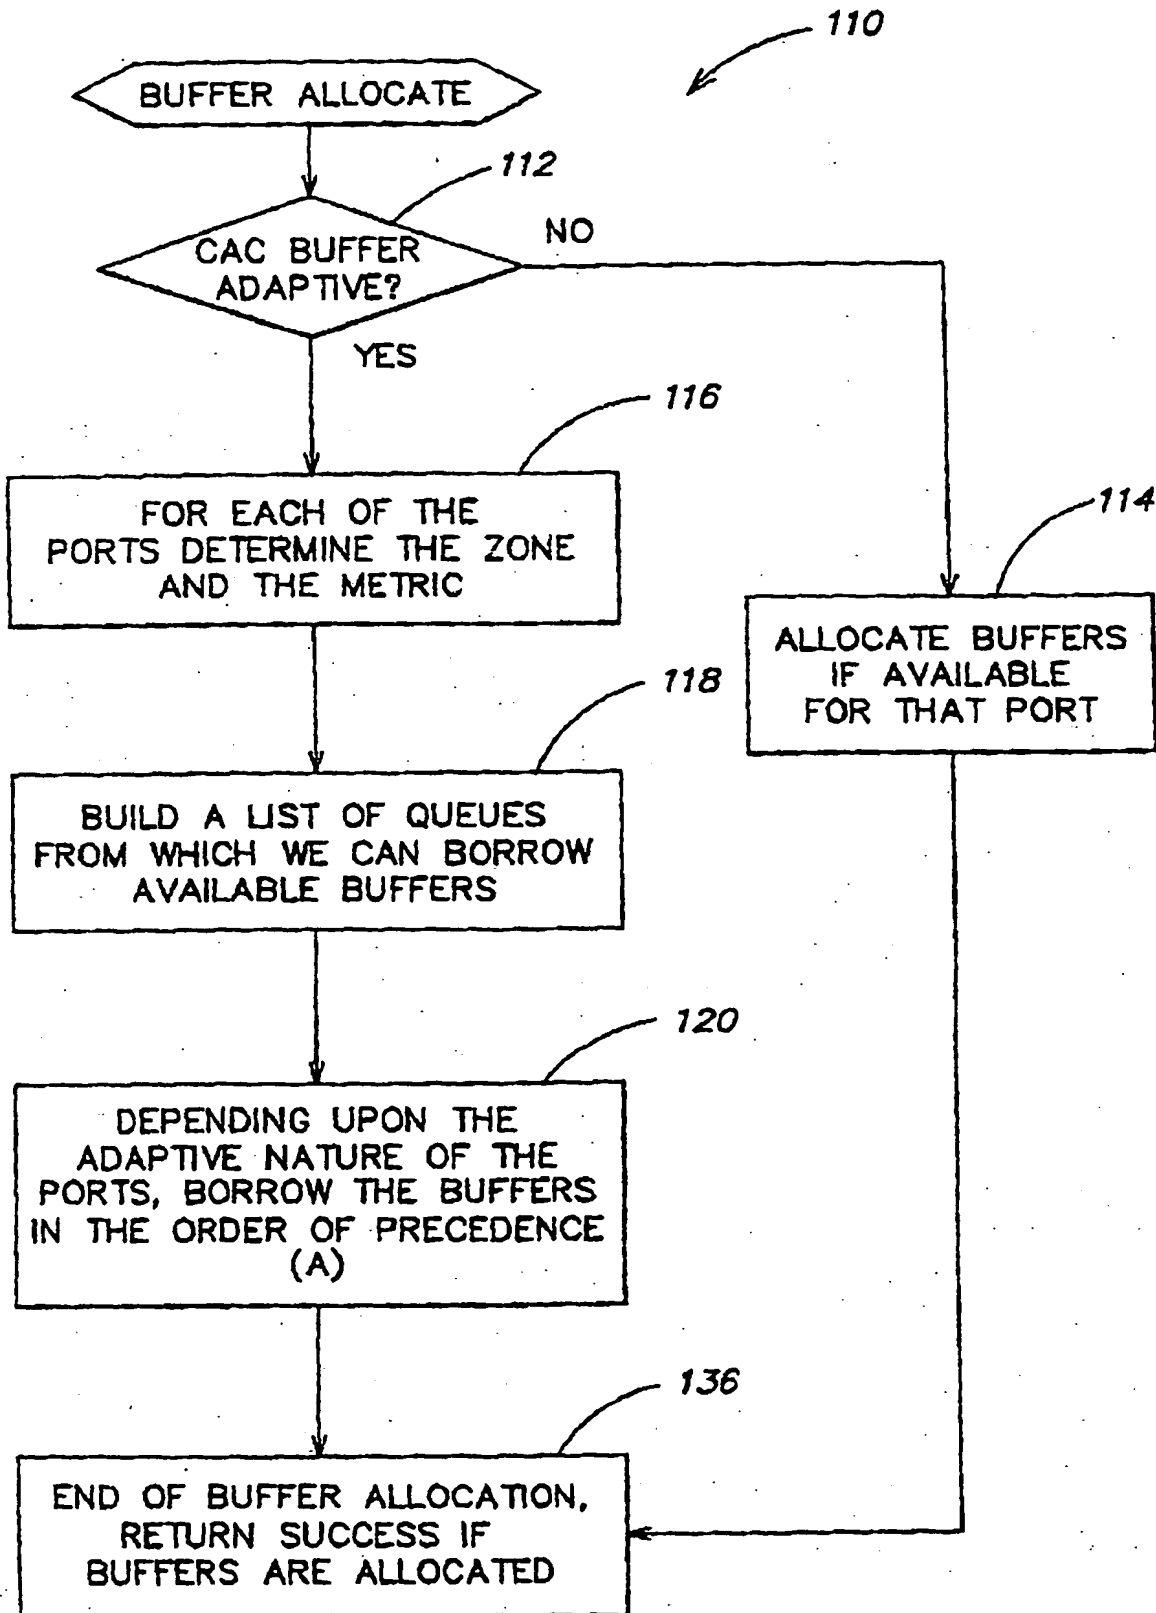 110
BUFFER ALLOCATE
112
CAC BUFFER
ADAPTIVE?
NO
YES
116
FOR EACH OF THE
PORTS DETERMINE THE ZONE
AND THE METRIC
114
ALLOCATE BUFFERS
IF AVAILABLE
FOR THAT PORT
118
BUILD A LIST OF QUEUES
FROM WHICH WE CAN BORROW
AVAILABLE BUFFERS
120
DEPENDING UPON THE
ADAPTIVE NATURE OF THE
PORTS, BORROW THE BUFFERS
IN THE ORDER OF PRECEDENCE
(A)
136
END OF BUFFER ALLOCATION,
RETURN SUCCESS IF
BUFFERS ARE ALLOCATED